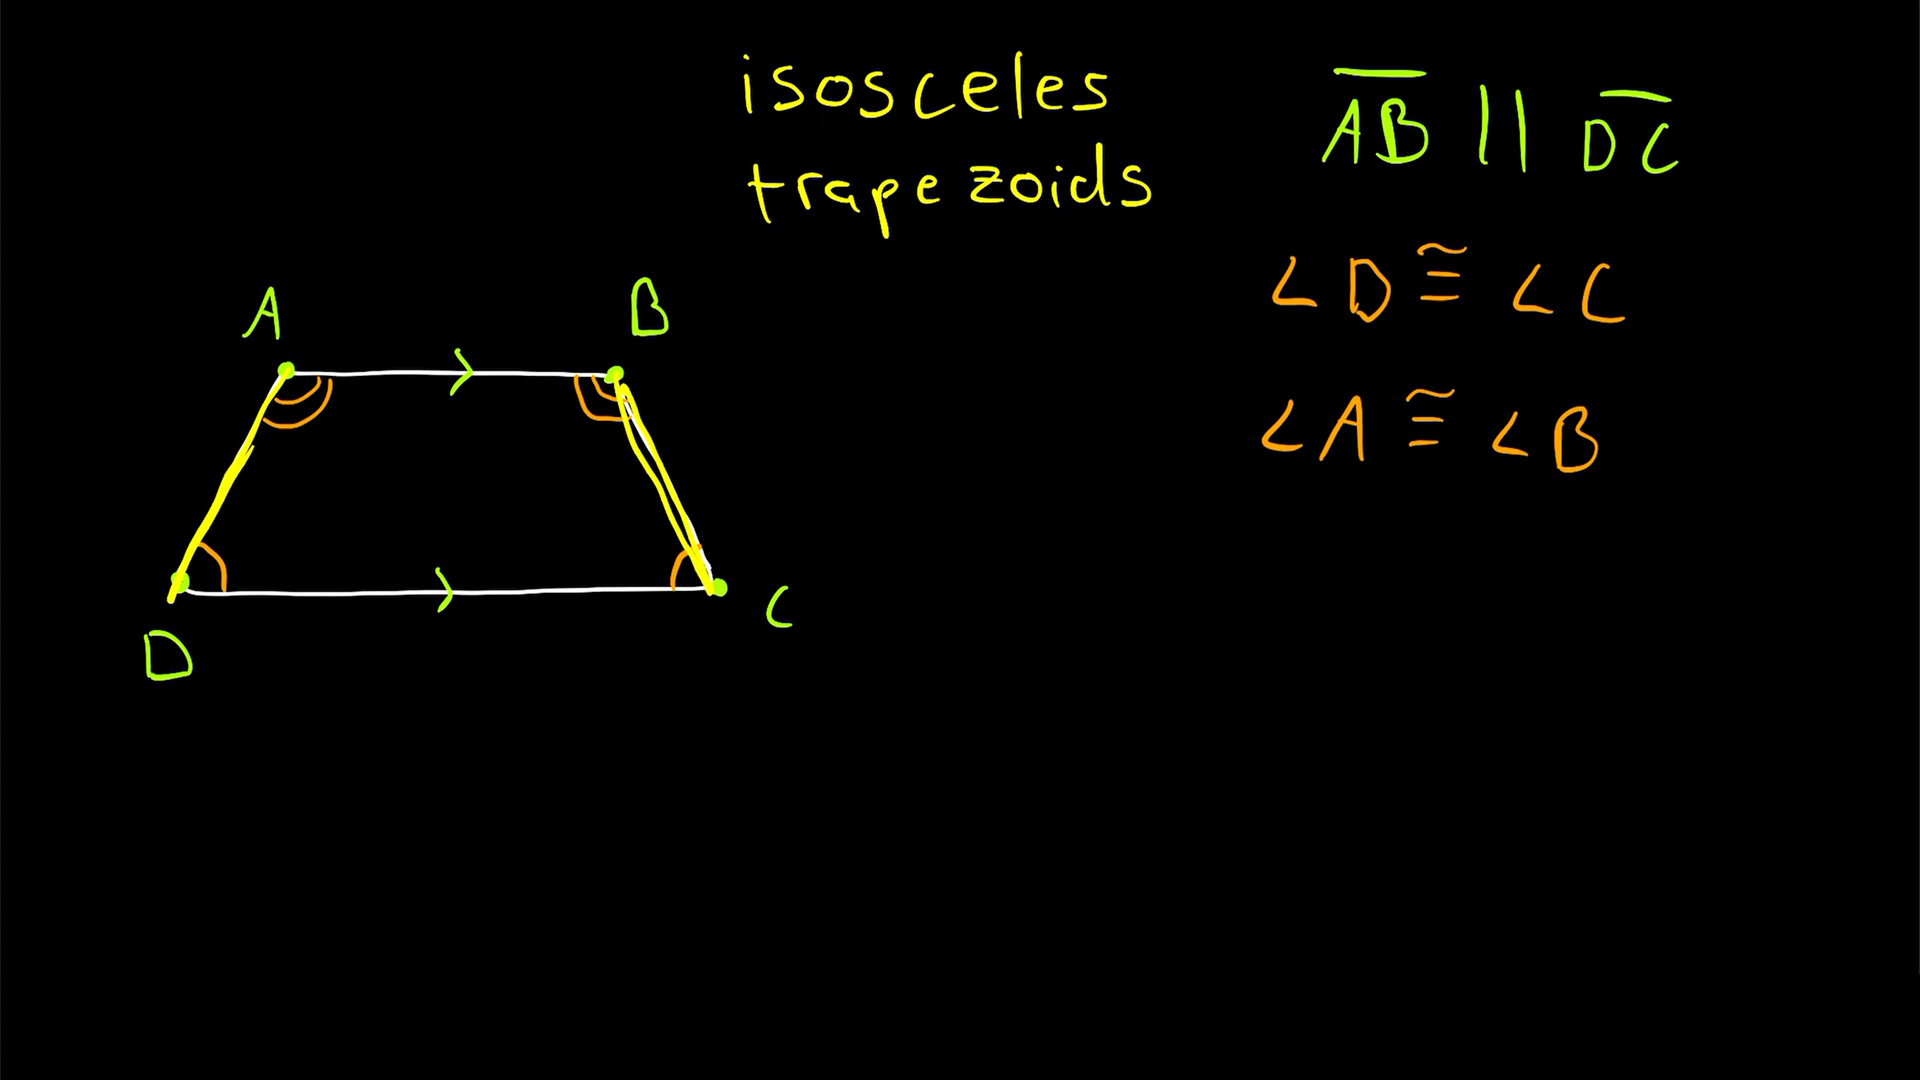 isosceles
trapezoids
AB || DC
∠D ≅ ∠C
∠A ≅ ∠B
A
B
C
D